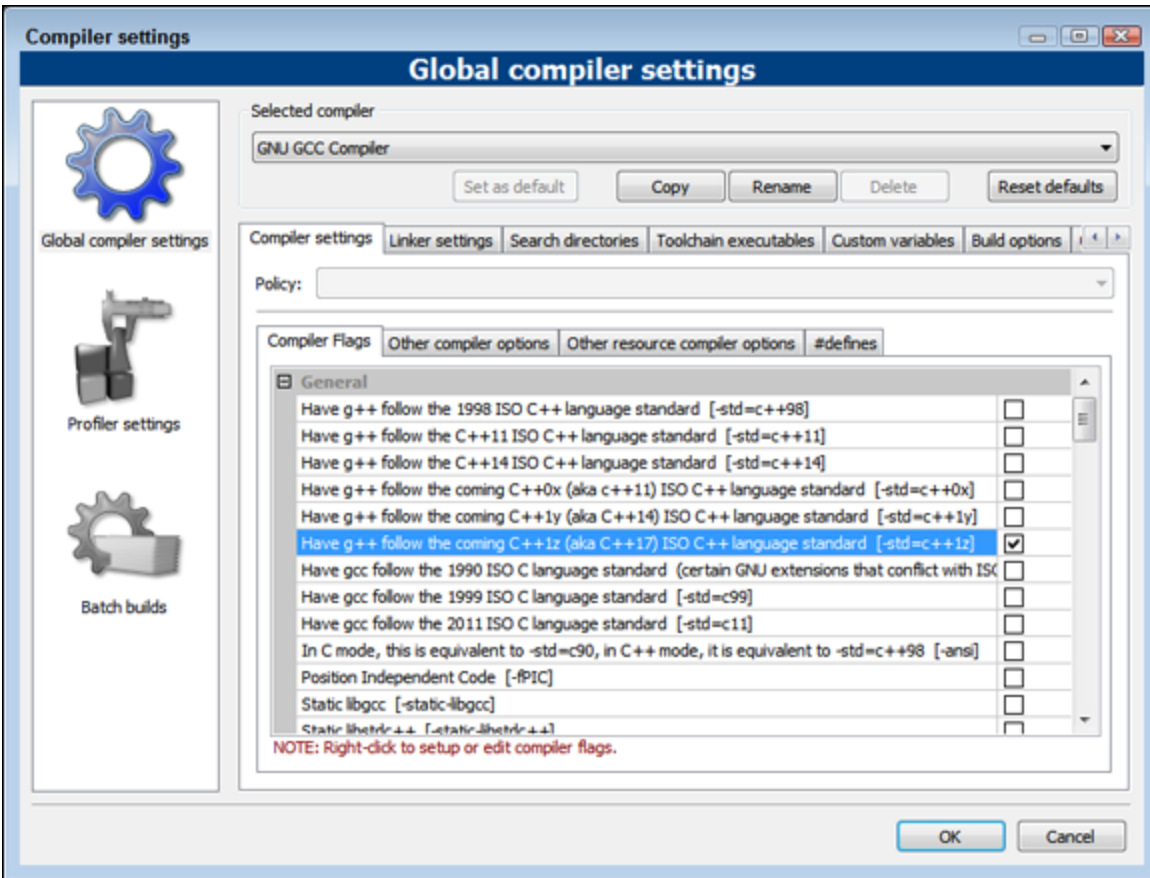 Compiler settings
Global compiler settings
Global compiler settings
Profiler settings
Batch builds
Selected compiler
GNU GCC Compiler
Set as default Copy Rename Delete Reset defaults
Compiler settings Linker settings Search directories Toolchain executables Custom variables Build options
Policy:
Compiler Flags Other compiler options Other resource compiler options #defines
General
Have g++ follow the 1998 ISO C++ language standard [-std=c++98]
Have g++ follow the C++11 ISO C++ language standard [-std=c++11]
Have g++ follow the C++14 ISO C++ language standard [-std=c++14]
Have g++ follow the coming C++0x (aka c++11) ISO C++ language standard [-std=c++0x]
Have g++ follow the coming C++1y (aka C++14) ISO C++ language standard [-std=c++1y]
Have g++ follow the coming C++1z (aka C++17) ISO C++ language standard [-std=c++1z]
Have gcc follow the 1990 ISO C language standard (certain GNU extensions that conflict with ISC
Have gcc follow the 1999 ISO C language standard [-std=c99]
Have gcc follow the 2011 ISO C language standard [-std=c11]
In C mode, this is equivalent to -std=c90, in C++ mode, it is equivalent to -std=c++98 [-ansi]
Position Independent Code [-fPIC]
Static libgcc [-static-libgcc]
Static libstdc++ [-static-libstdc++]
NOTE: Right-click to setup or edit compiler flags.
OK Cancel